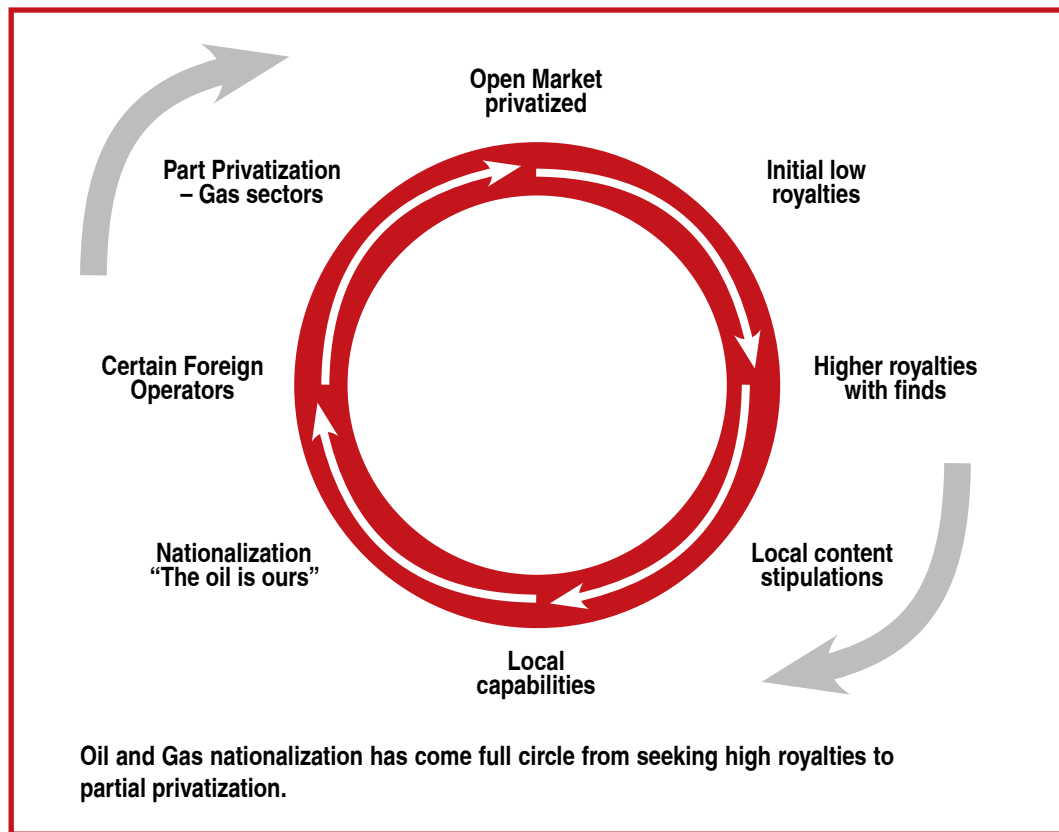 Open Market
privatized
Initial low
royalties
Higher royalties
with finds
Local content
stipulations
Local
capabilities
Nationalization
“The oil is ours”
Certain Foreign
Operators
Part Privatization
– Gas sectors
Oil and Gas nationalization has come full circle from seeking high royalties to
partial privatization.